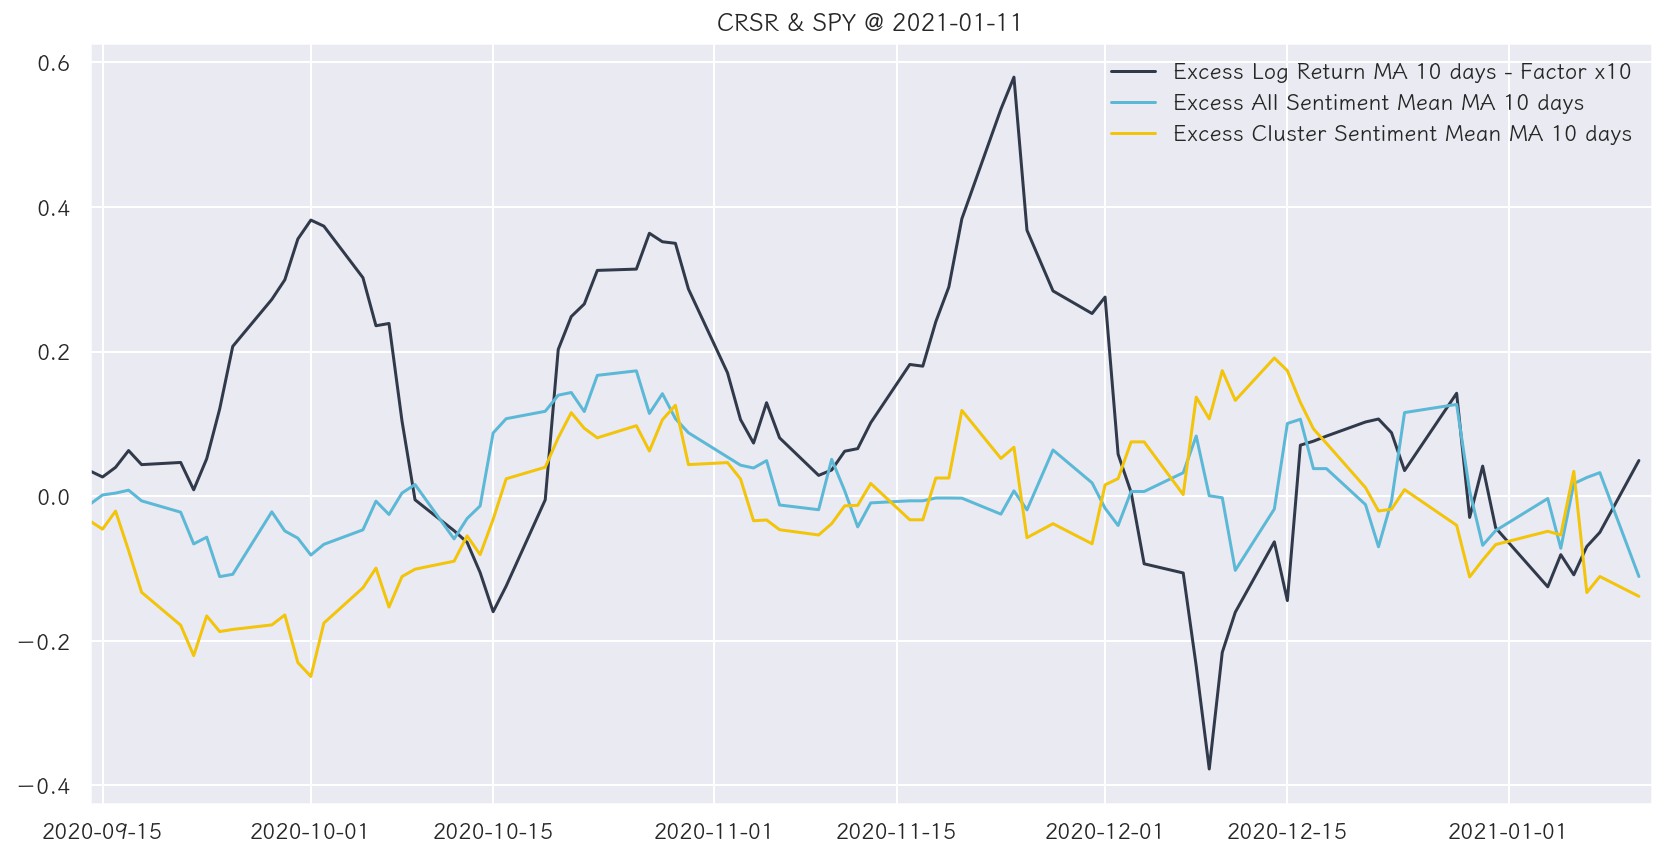 CRSR & SPY @ 2021-01-11
Excess Log Return MA 10 days - Factor x10
Excess All Sentiment Mean MA 10 days
Excess Cluster Sentiment Mean MA 10 days
0.6
0.4
0.2
0.0
−0.2
−0.4
2020-09-15 2020-10-01 2020-10-15 2020-11-01 2020-11-15 2020-12-01 2020-12-15 2021-01-01